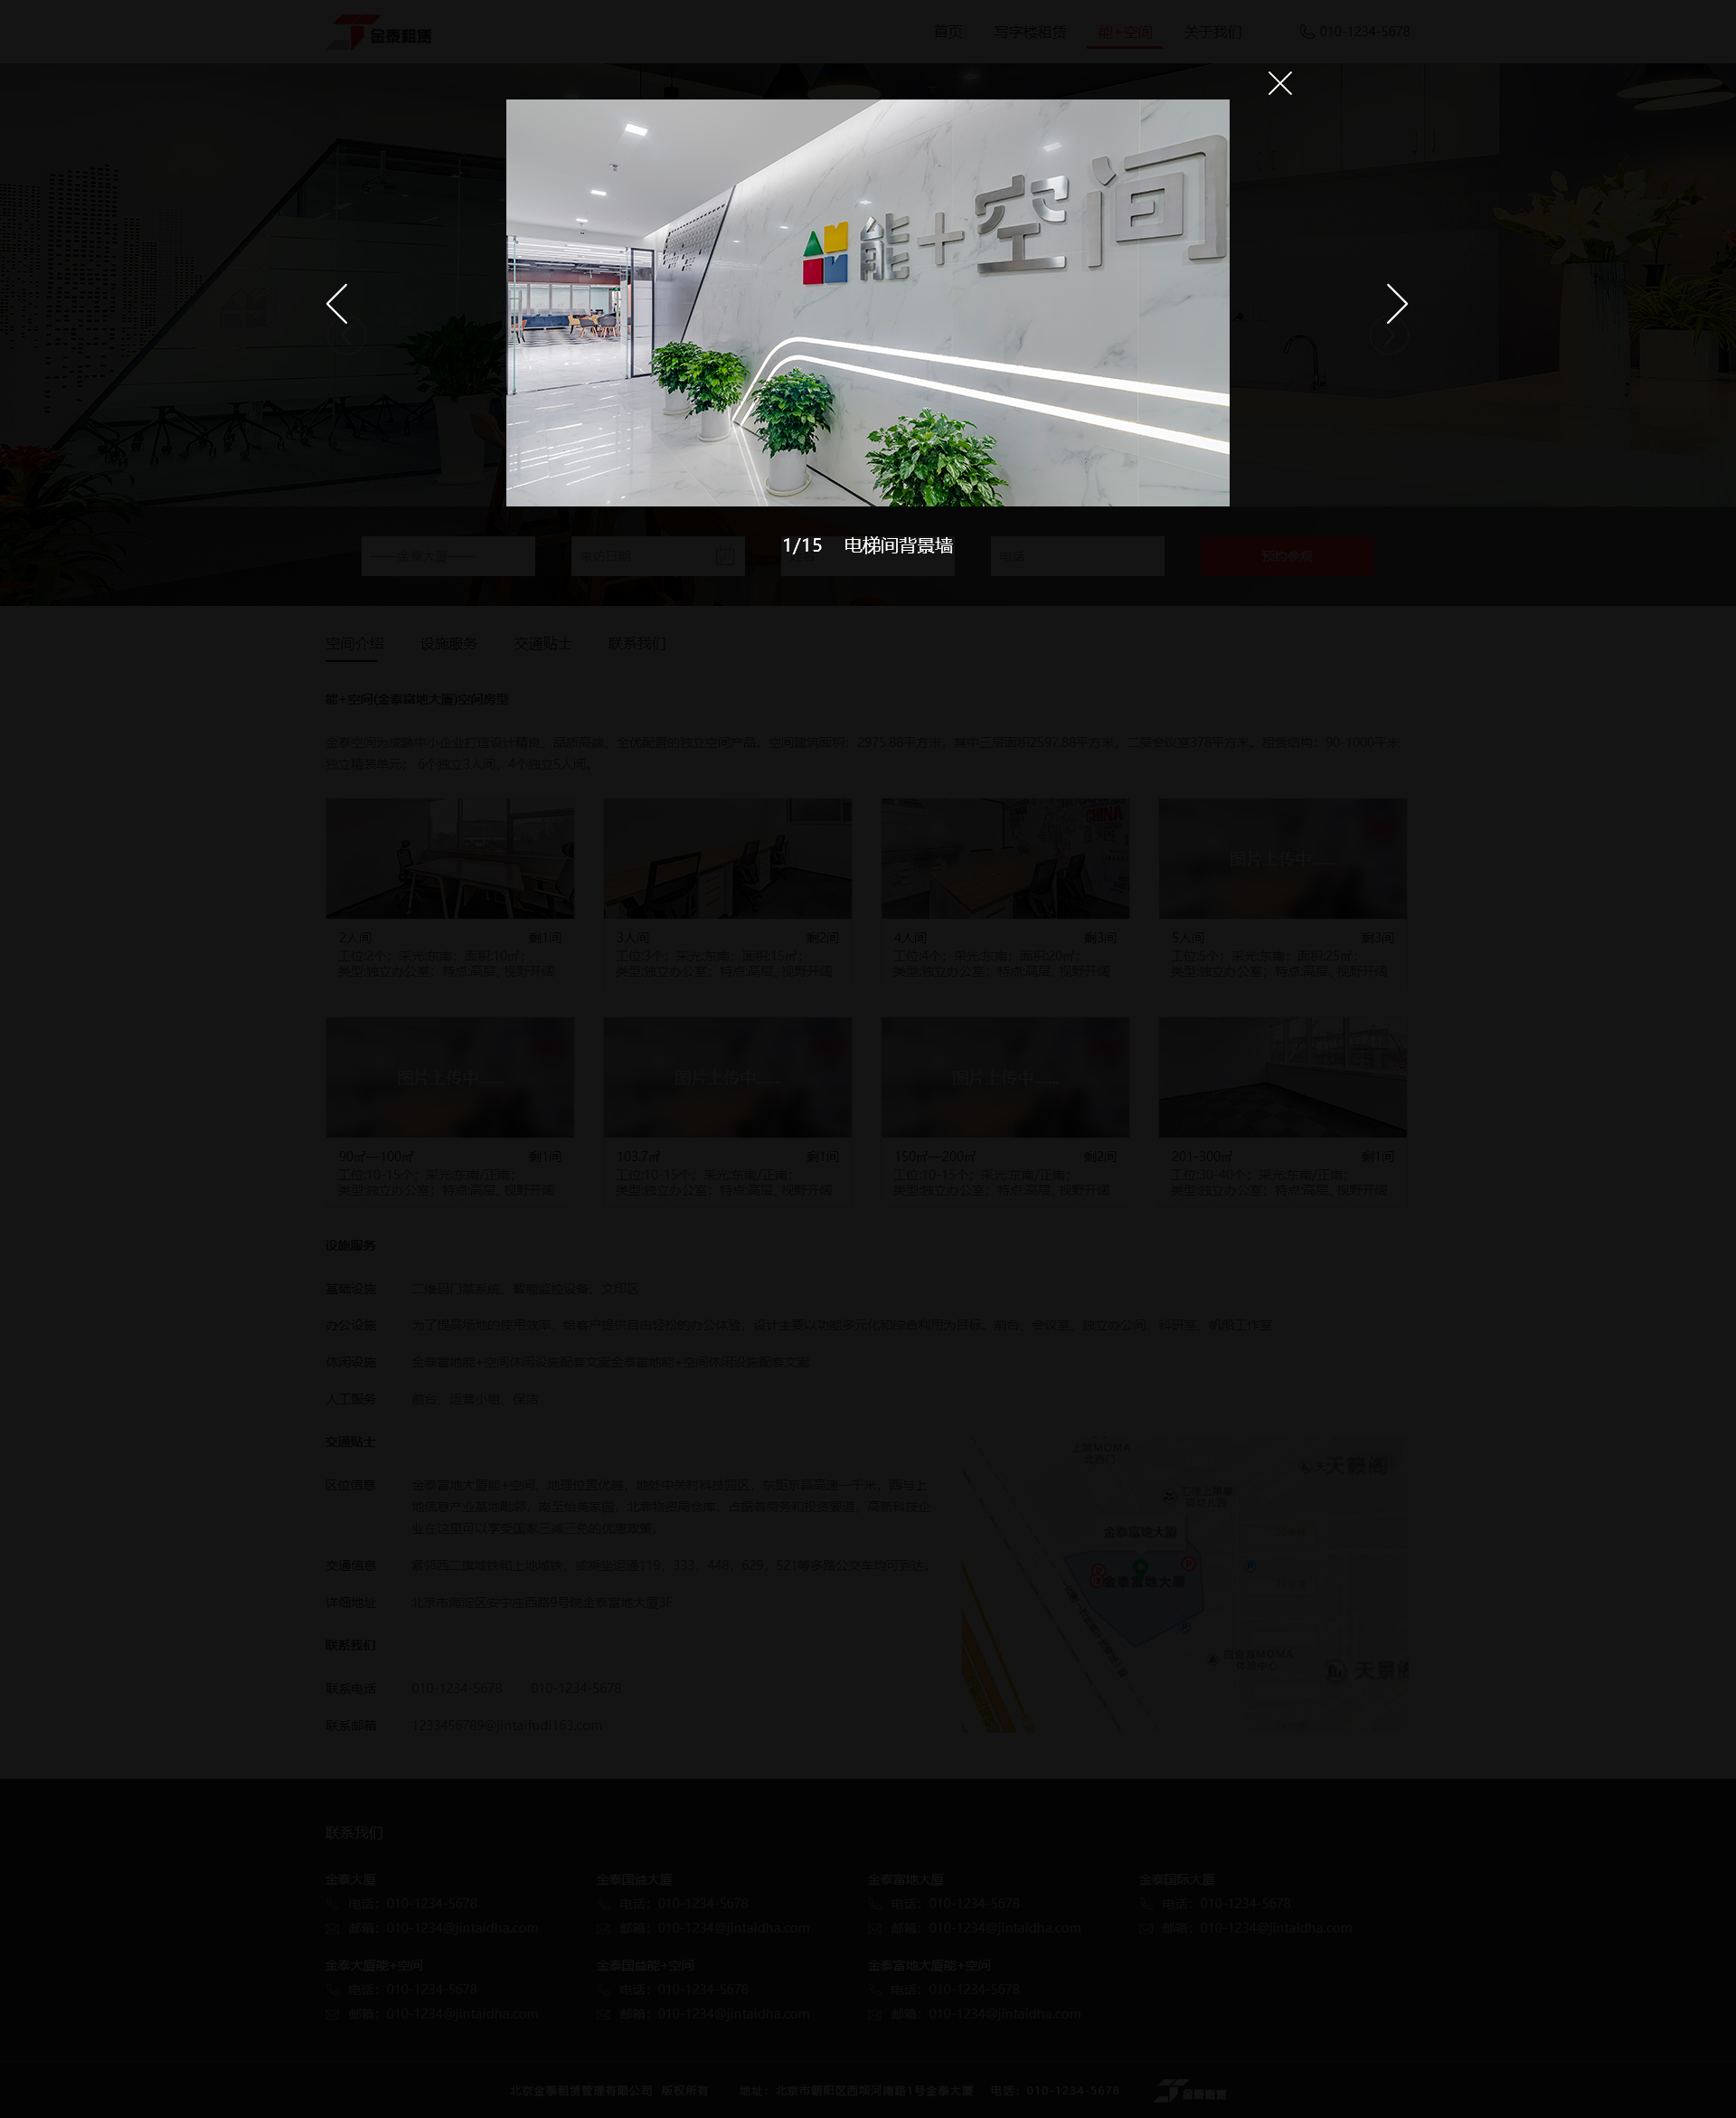 金泰租赁
首页 写字楼租赁 能+空间 关于我们 010-1234-5678
能+空间
金泰大厦 来访日期 电话 预约参观
1/15 电梯间背景墙
空间介绍 设施服务 交通贴士 联系我们
能+空间(金泰富地大厦)空间房型
金泰空间为成熟中小企业打造设计精良、品质高端、全优配置的独立空间产品。空间建筑面积：2975.88平方米，其中三层面积2597.88平方米，二层会议室378平方米。租赁结构：90-1000平米
独立精装单元； 6个独立3人间、4个独立5人间。
CHINA
图片上传中......
2人间 剩1间
工位:2个；采光:东南；面积:10㎡；
类型:独立办公室；特点:高层、视野开阔
3人间 剩2间
工位:3个；采光:东南；面积:15㎡；
类型:独立办公室；特点:高层、视野开阔
4人间 剩3间
工位:4个；采光:东南；面积:20㎡；
类型:独立办公室；特点:高层、视野开阔
5人间 剩3间
工位:5个；采光:东南；面积:25㎡；
类型:独立办公室；特点:高层、视野开阔
图片上传中......
图片上传中......
图片上传中......
90㎡—100㎡ 剩1间
工位:10-15个；采光:东南/正南；
类型:独立办公室；特点:高层、视野开阔
103.7㎡ 剩1间
工位:10-15个；采光:东南/正南；
类型:独立办公室；特点:高层、视野开阔
150㎡—200㎡ 剩2间
工位:10-15个；采光:东南/正南；
类型:独立办公室；特点:高层、视野开阔
201-300㎡ 剩1间
工位:30-40个；采光:东南/正南；
类型:独立办公室；特点:高层、视野开阔
设施服务
基础设施 二维码门禁系统、智能监控设备、文印区
办公设施 为了提高场地的使用效率，给客户提供自由轻松的办公体验，设计主要以功能多元化和综合利用为目标，前台、会议室、独立办公间、科研室、帆船工作室
休闲设施 金泰富地能+空间休闲设施配套文案金泰富地能+空间休闲设施配套文案
人工服务 前台、运营小组、保洁
交通贴士
区位信息 金泰富地大厦能+空间，地理位置优越，地处中关村科技园区，东距京藏高速一千米，西与上
地信息产业基地毗邻，
业在这里可以享受国家三减三免的优惠政策。
交通信息 紧邻西二旗城铁和上地城铁，或乘坐运通119、333、448、629、521等多路公交车均可到达。
详细地址 北京市海淀区安宁庄西路9号院金泰富地大厦3F
上第MOMA
北西门
天籁阁
金泰富地大厦
金泰富地大厦
体验中心
联系我们
联系电话 010-1234-5678 010-1234-5678
联系邮箱 1233456789@jintaifudi163.com
联系我们
金泰大厦
电话：010-1234-5678
邮箱：010-1234@jintaidha.com
金泰国益大厦
电话：010-1234-5678
邮箱：010-1234@jintaidha.com
金泰富地大厦
电话：010-1234-5678
邮箱：010-1234@jintaidha.com
金泰国际大厦
电话：010-1234-5678
邮箱：010-1234@jintaidha.com
金泰大厦能+空间
电话：010-1234-5678
邮箱：010-1234@jintaidha.com
金泰国益能+空间
电话：010-1234-5678
邮箱：010-1234@jintaidha.com
金泰富地大厦能+空间
电话：010-1234-5678
邮箱：010-1234@jintaidha.com
北京金泰租赁管理有限公司 版权所有 地址：北京市朝阳区西坝河南路1号金泰大厦 电话：010-1234-5678 金泰租赁